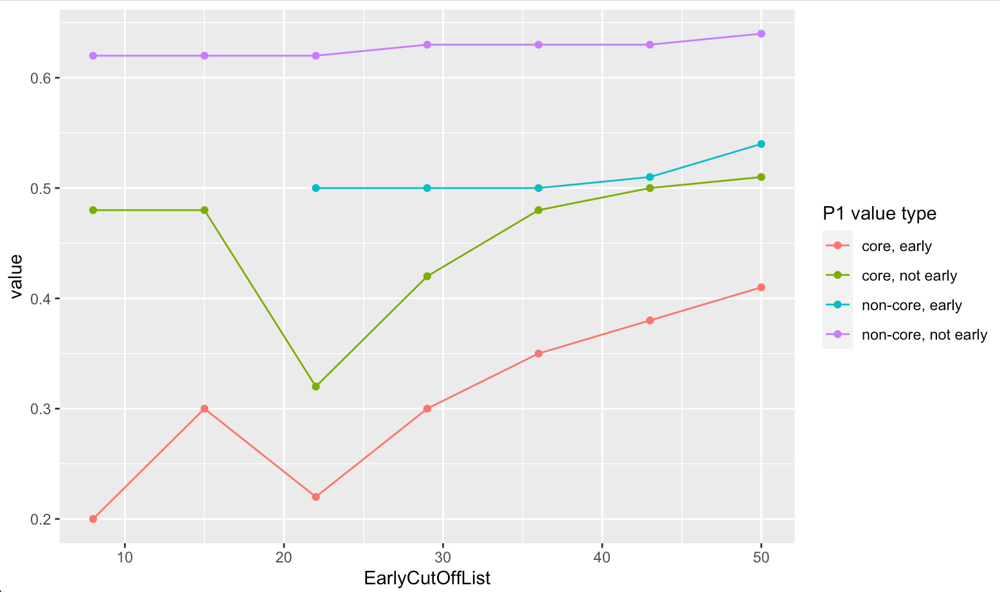 0.6
0.5
0.4
0.3
0.2
value
10 20 30 40 50
EarlyCutOffList
P1 value type
core, early
core, not early
non-core, early
non-core, not early